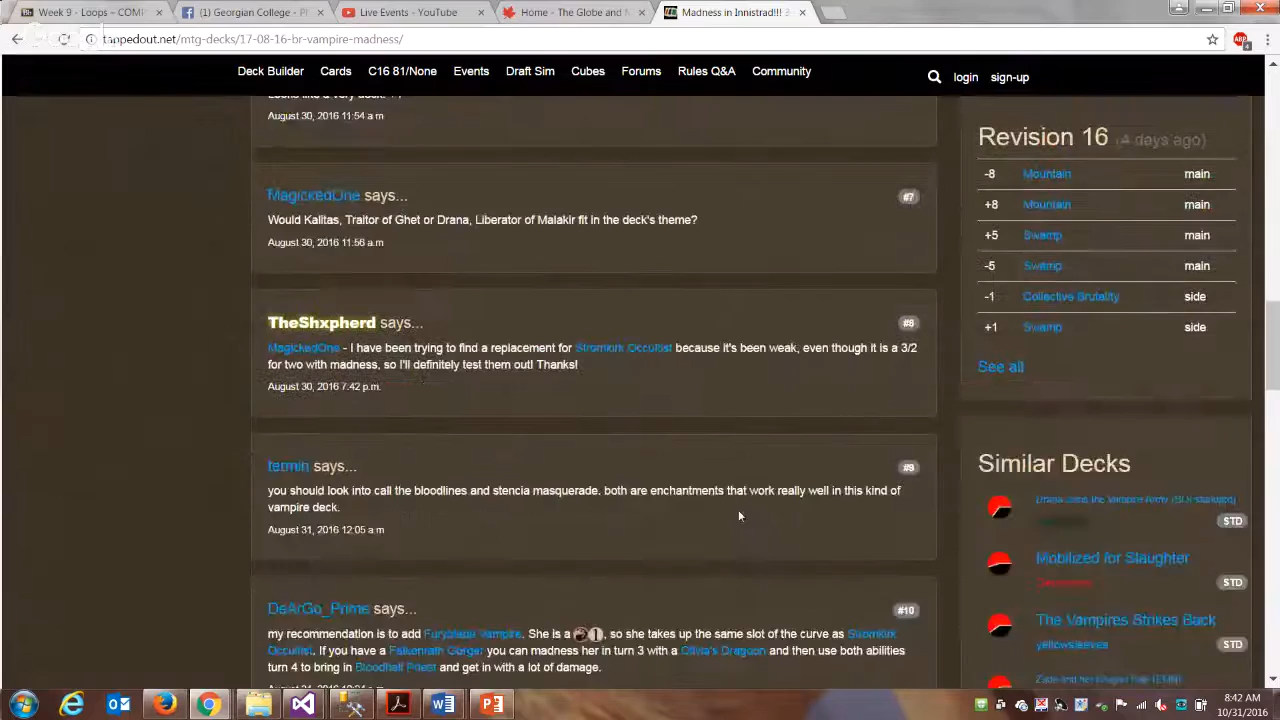 Week 9 - Loops ~ COMP
(1) Georgian College - P
Live Events - YouTube
Home - The Globe and M
Madness in Innistrad!!! 3
tappedout.net/mtg-decks/17-08-16-br-vampire-madness/
Deck Builder Cards C16 81/None Events Draft Sim Cubes Forums Rules Q&A Community login sign-up
August 30, 2016 11:54 a.m
MagickedOne says... #7
Would Kalitas, Traitor of Ghet or Drana, Liberator of Malakir fit in the deck's theme?
August 30, 2016 11:56 a.m
TheShxpherd says... #8
MagickedOne - I have been trying to find a replacement for Stromkirk Occultist because it's been weak, even though it is a 3/2
for two with madness, so I'll definitely test them out! Thanks!
August 30, 2016 7:42 p.m.
termin says... #9
you should look into call the bloodlines and stencia masquerade. both are enchantments that work really well in this kind of
vampire deck.
August 31, 2016 12:05 a.m
DeArGo_Prime says... #10
my recommendation is to add Furyblade Vampire. She is a , so she takes up the same slot of the curve as Stromkirk
Occultist. If you have a Falkenrath Gorger you can madness her in turn 3 with a Olivia's Dragoon and then use both abilities
turn 4 to bring in Bloodhall Priest and get in with a lot of damage.
Revision 16 (4 days ago)
-8 Mountain main
+8 Mountain main
+5 Swamp main
-5 Swamp main
-1 Collective Brutality side
+1 Swamp side
See all
Similar Decks
Drana Joins the Vampire Army (BCH standard)
STD
Mobilized for Slaughter
STD
The Vampires Strikes Back
yellowsleeves STD
8:42 AM
10/31/2016